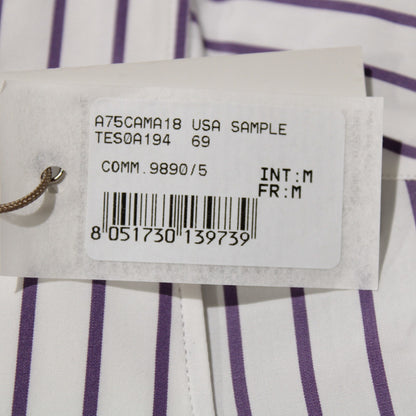 A75CAMA18 USA SAMPLE
TES0A194 69
COMM.9890/5
INT:M
FR:M
8 051730 139739